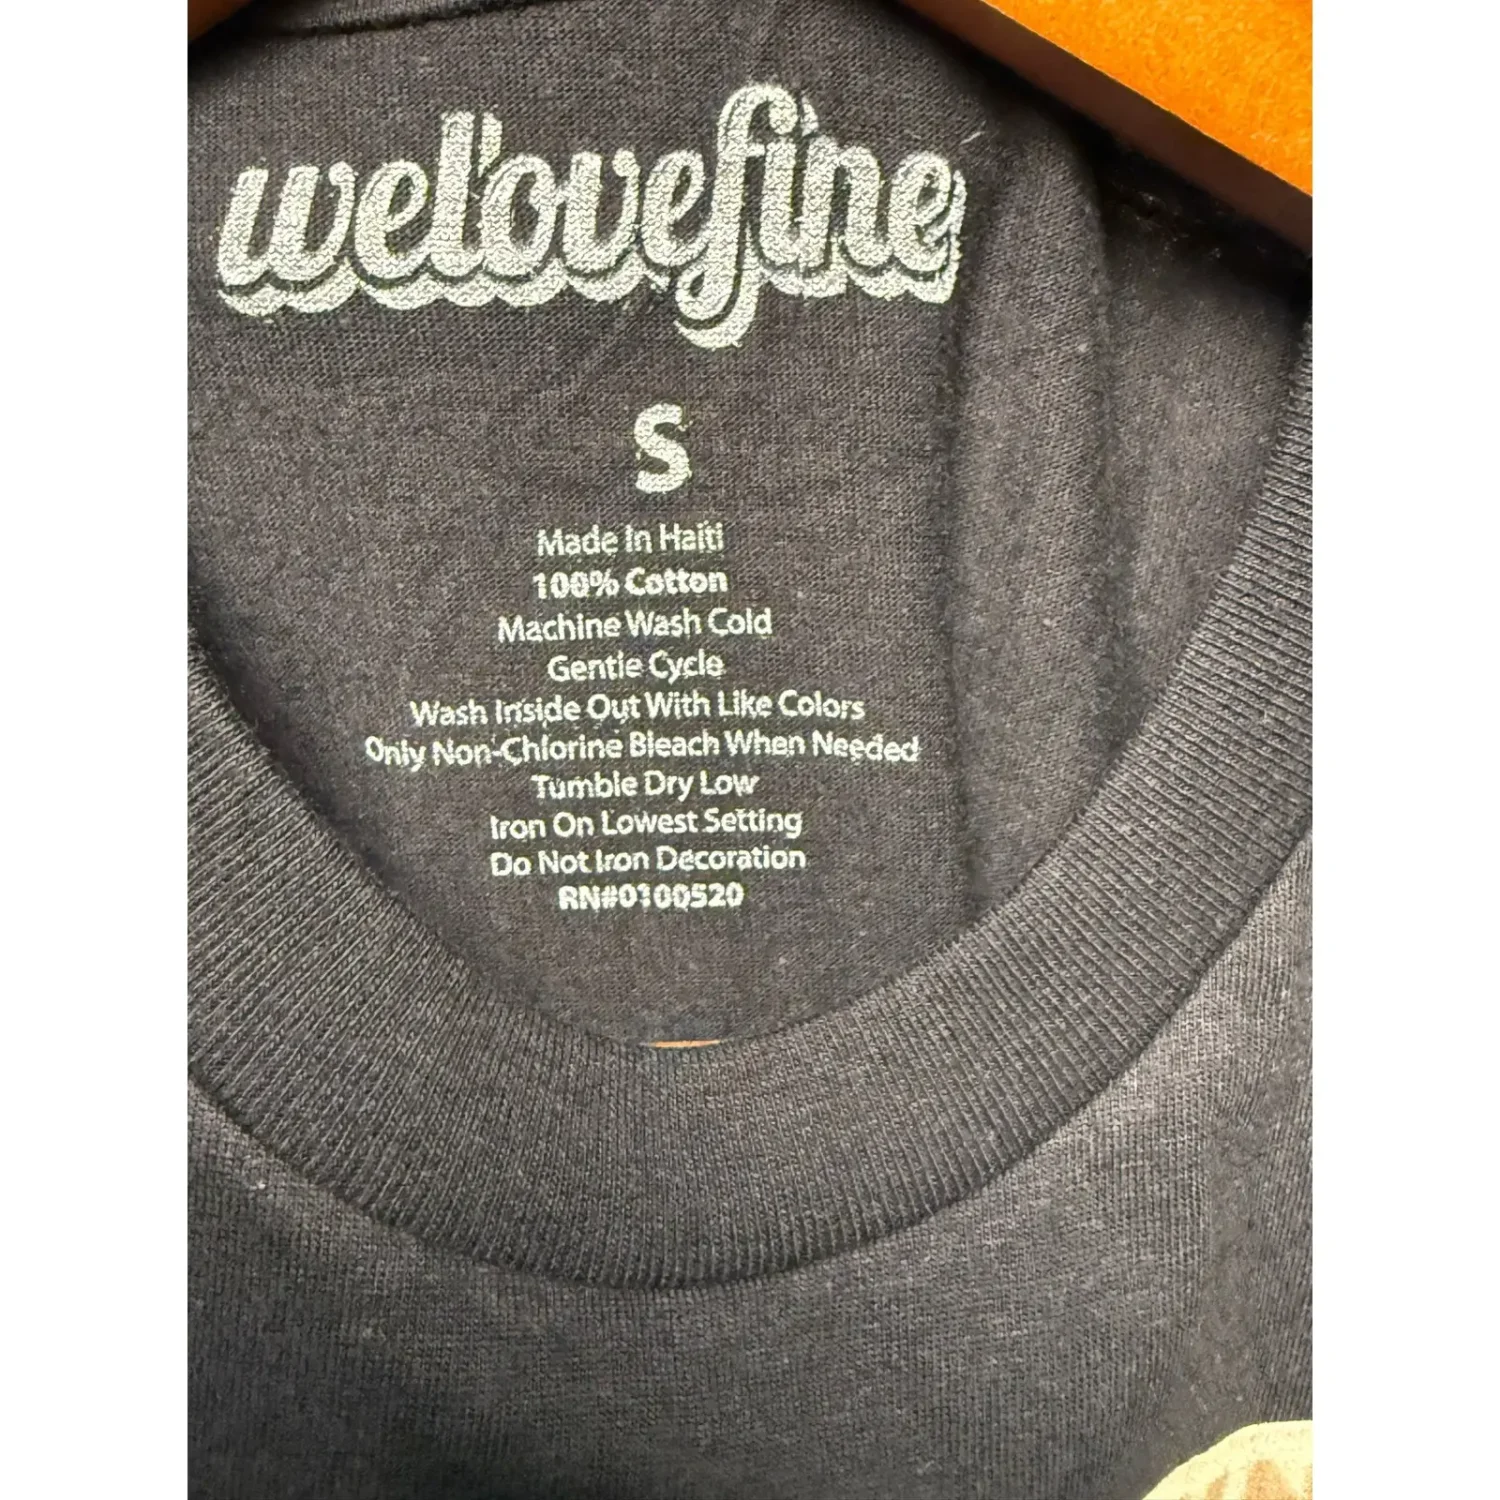 welovefine
S
Made In Haiti
100% Cotton
Machine Wash Cold
Gentle Cycle
Wash Inside Out With Like Colors
Only Non-Chlorine Bleach When Needed
Tumble Dry Low
Iron On Lowest Setting
Do Not Iron Decoration
RN#0100520